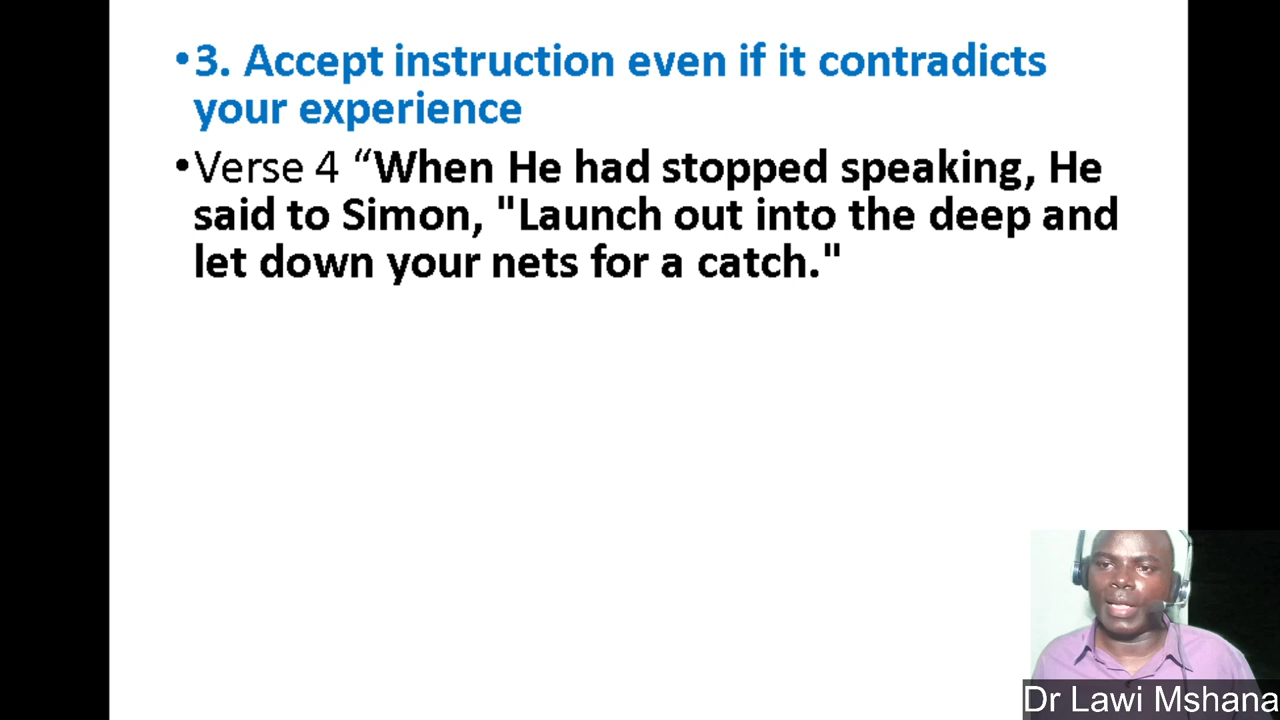 •3. Accept instruction even if it contradicts
your experience
•Verse 4 “When He had stopped speaking, He
said to Simon, "Launch out into the deep and
let down your nets for a catch."
Dr Lawi Mshana